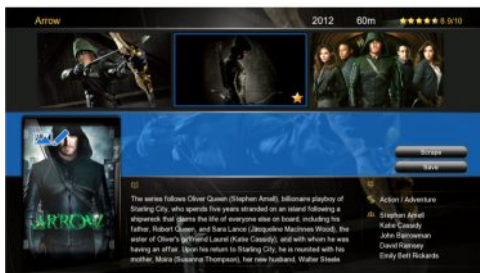 Arrow 2012 60m 8.9/10
Scrape
Save
ARROW
The series follows Oliver Queen (Stephen Amell), billionaire playboy of
Starling City, who spends five years stranded on an island following a
shipwreck that claims the life of everyone else on board, including his
father, Robert Queen, and Sara Lance (Jacqueline MacInnes Wood), the
sister of Oliver's girlfriend Laurel (Katie Cassidy), and with whom he was
having an affair. Upon his return to Starling City, he is reunited with his
mother, Moira (Susanna Thompson), her new husband, Walter Steele
Action / Adventure
Stephen Amell
Katie Cassidy
John Barrowman
David Ramsey
Emily Bett Rickards